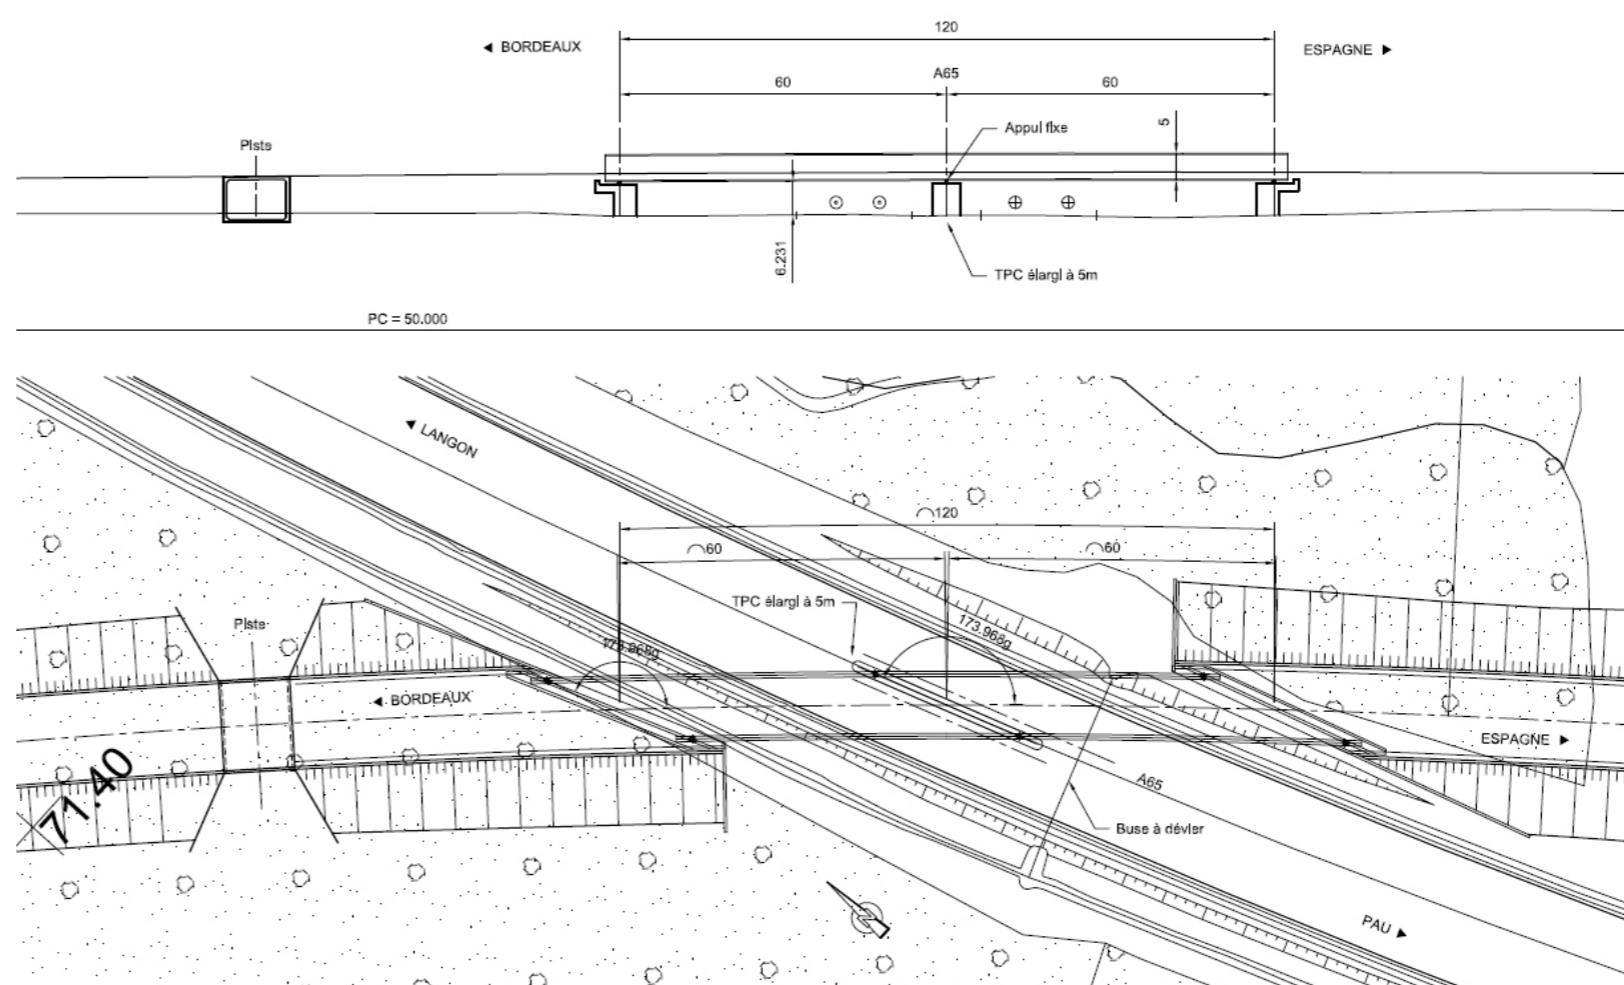 120
◄ BORDEAUX
ESPAGNE ►
A65
60
60
Appui fixe
5
Piste
6.231
TPC élargi à 5m
PC = 50.000
◄ LANGON
⌒120
⌒60
⌒60
TPC élargi à 5m
173.968g
173.968g
Piste
◄ BORDEAUX
ESPAGNE ►
71.40
A65
Buse à dévier
PAU ►